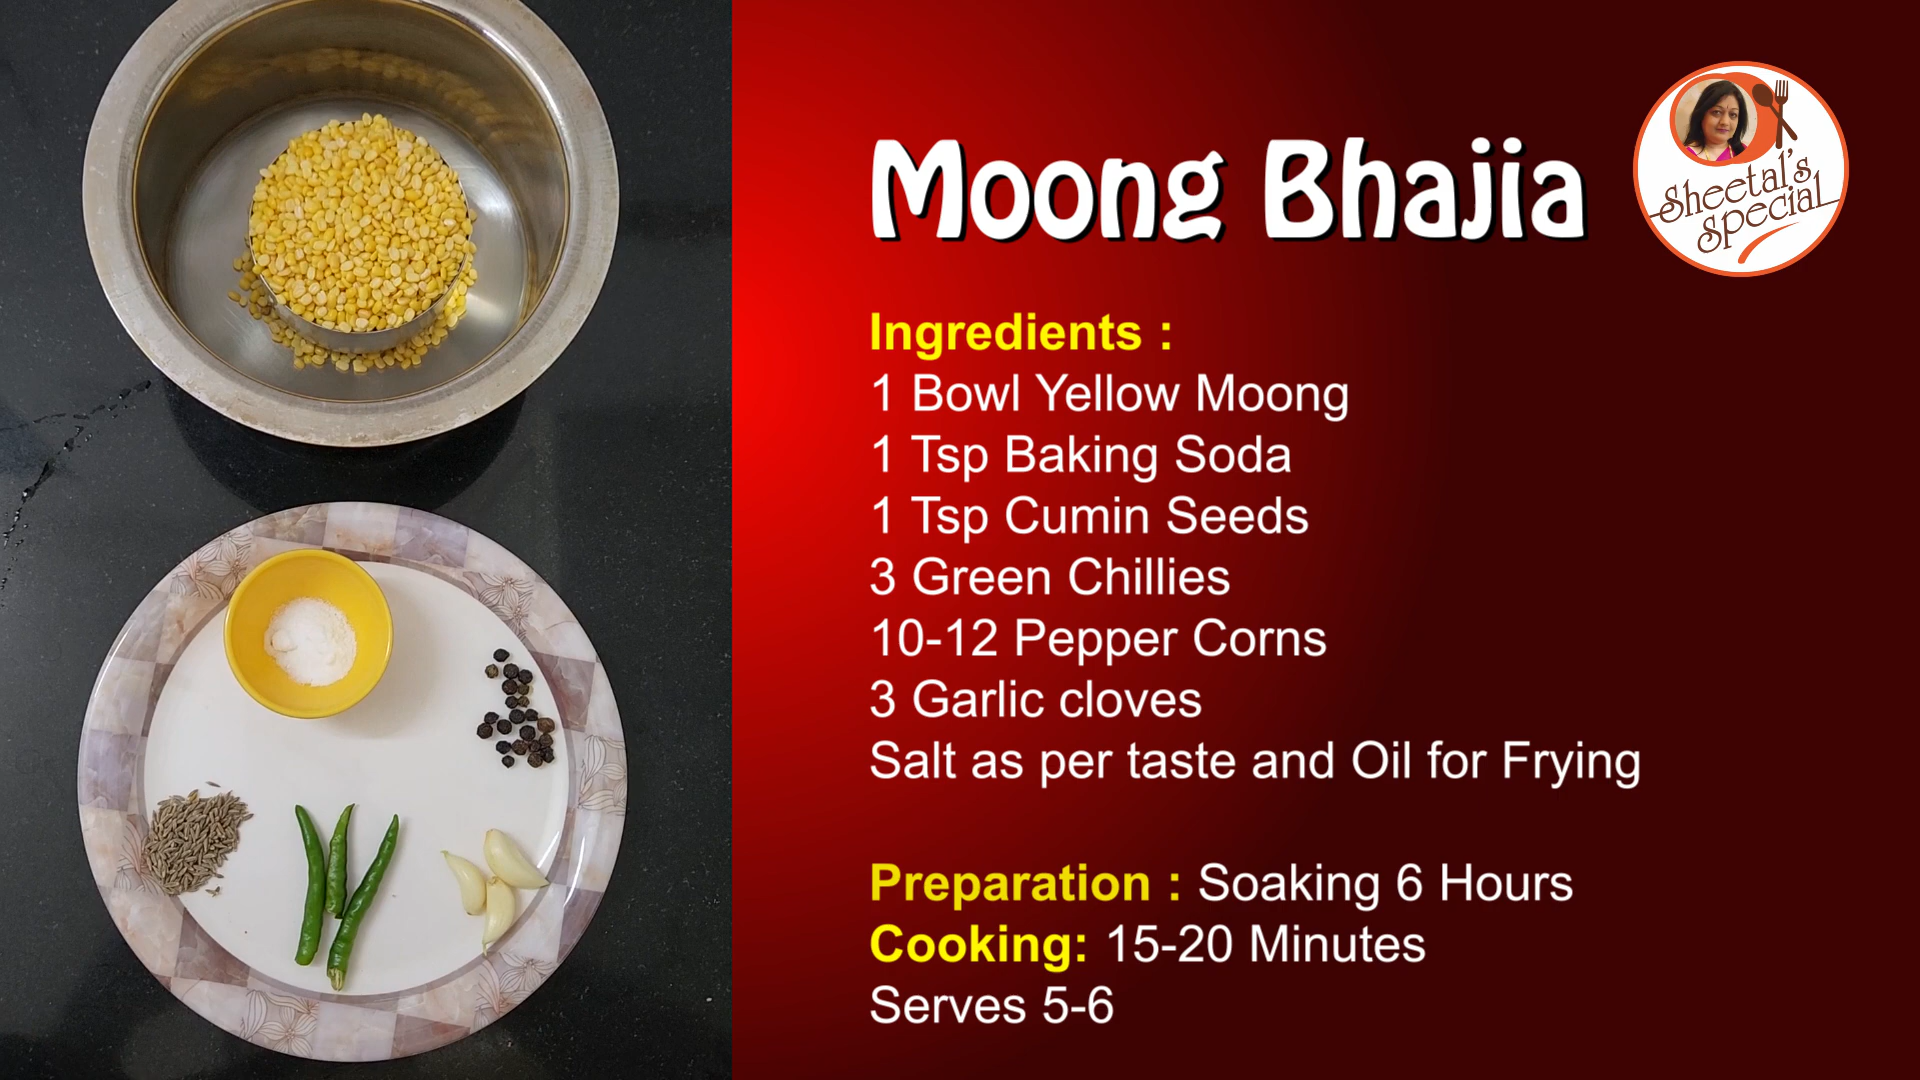 Moong Bhajia
Sheetal's
Special
Ingredients :
1 Bowl Yellow Moong
1 Tsp Baking Soda
1 Tsp Cumin Seeds
3 Green Chillies
10-12 Pepper Corns
3 Garlic cloves
Salt as per taste and Oil for Frying
Preparation : Soaking 6 Hours
Cooking: 15-20 Minutes
Serves 5-6